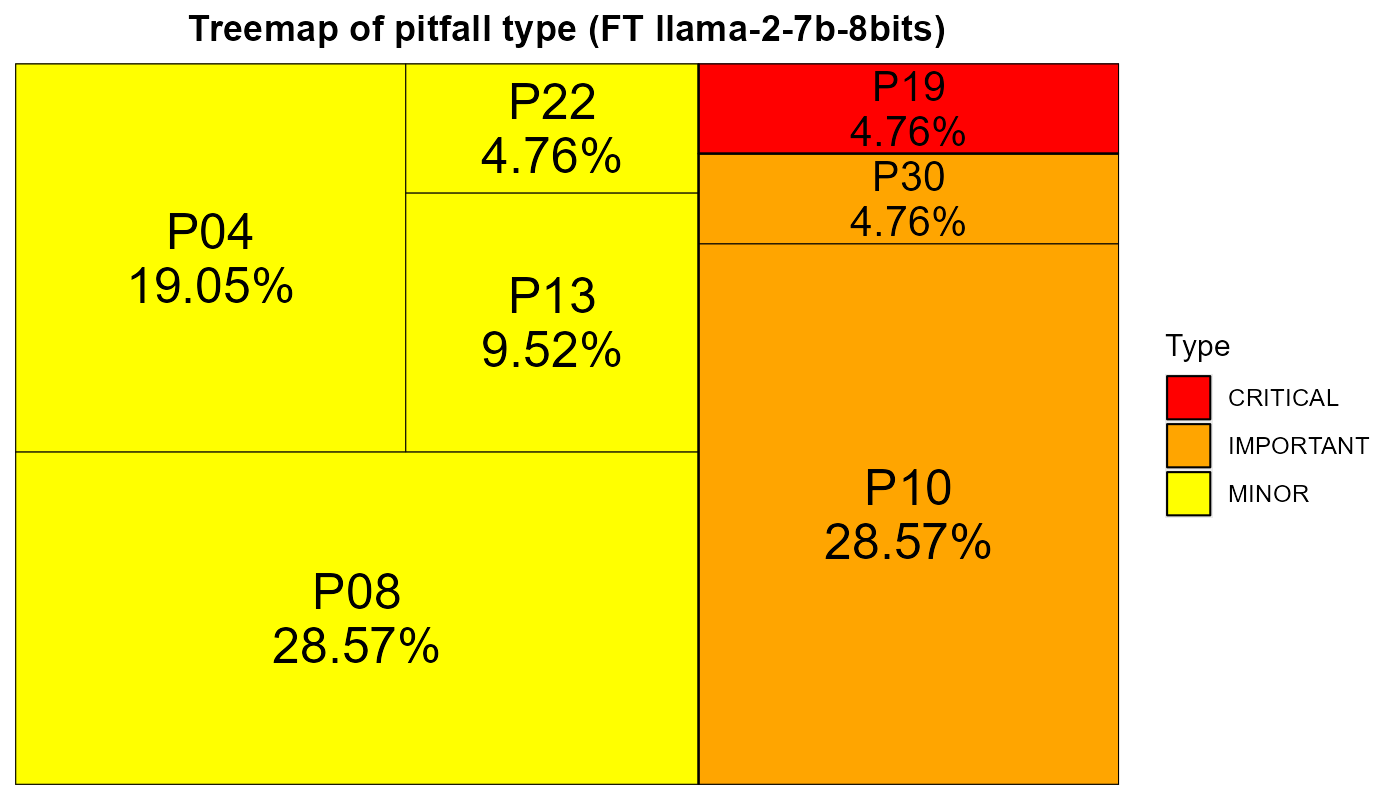 Treemap of pitfall type (FT llama-2-7b-8bits)
P04
19.05%
P22
4.76%
P13
9.52%
P08
28.57%
P19
4.76%
P30
4.76%
P10
28.57%
Type
CRITICAL
IMPORTANT
MINOR